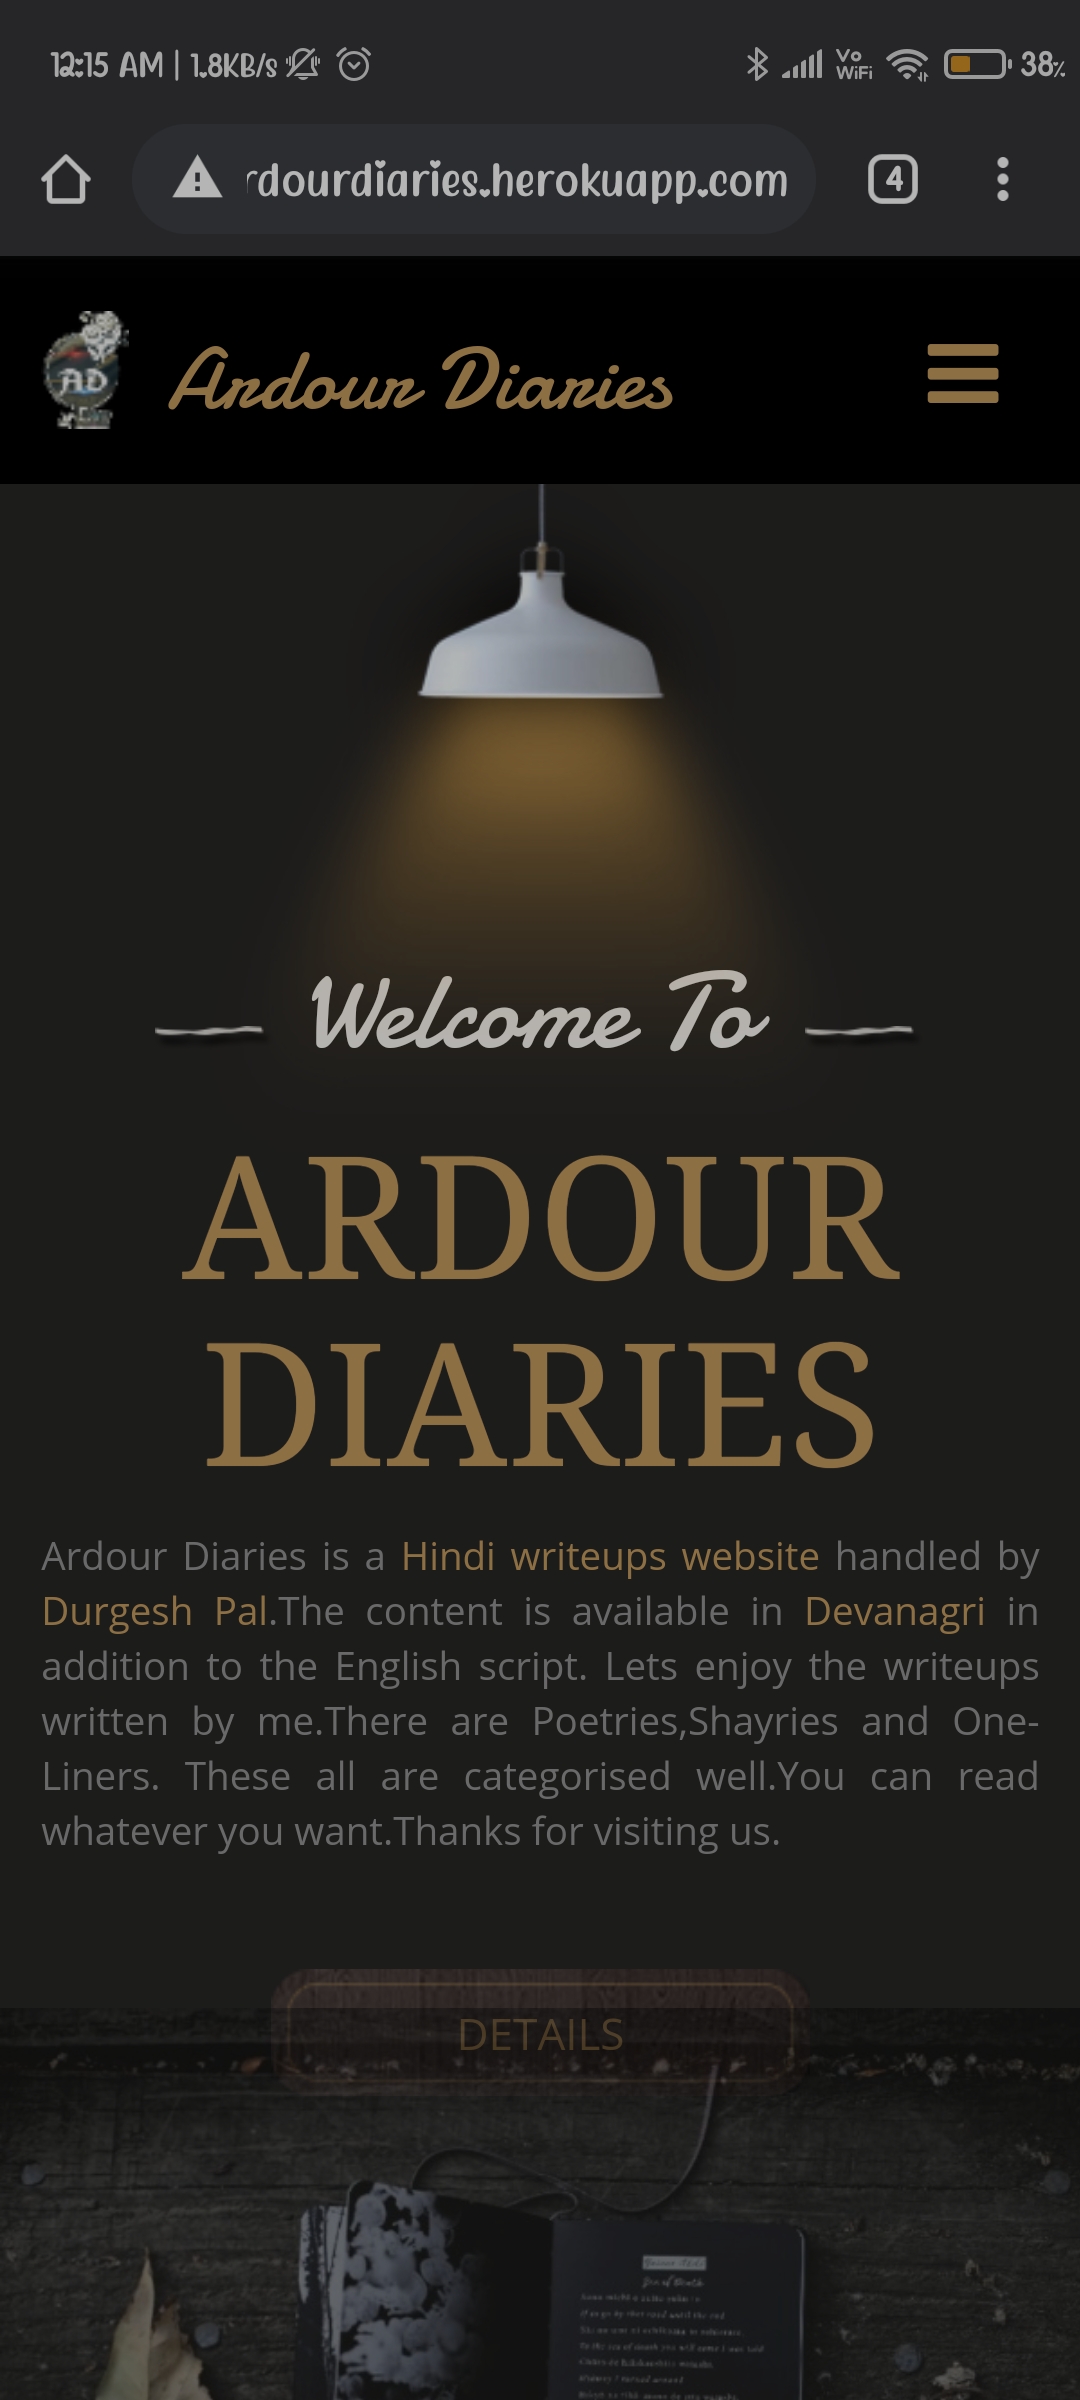 12:15 AM | 1.8KB/s
Vo WiFi
38%
rdourdiaries.herokuapp.com
4
AD
Ardour Diaries
Welcome To
ARDOUR
DIARIES
Ardour Diaries is a Hindi writeups website handled by
Durgesh Pal.The content is available in Devanagri in
addition to the English script. Lets enjoy the writeups
written by me.There are Poetries,Shayries and One-
Liners. These all are categorised well.You can read
whatever you want.Thanks for visiting us.
DETAILS